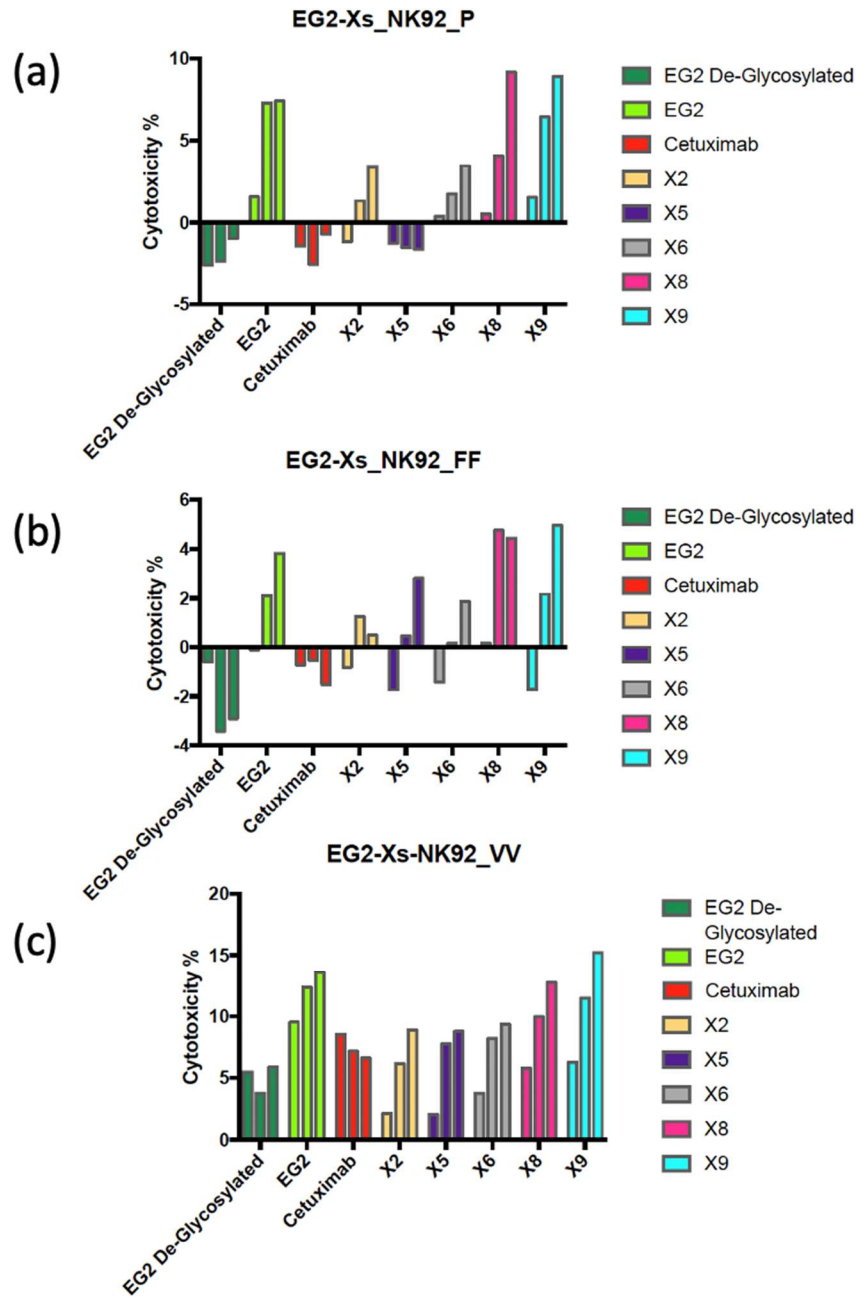 EG2-Xs_NK92_P
(a)
Cytotoxicity %
10
5
0
-5
EG2 De-Glycosylated
EG2
Cetuximab
X2
X5
X6
X8
X9
EG2 De-Glycosylated
EG2
Cetuximab
X2
X5
X6
X8
X9
EG2-Xs_NK92_FF
(b)
Cytotoxicity %
6
4
2
0
-2
-4
EG2 De-Glycosylated
EG2
Cetuximab
X2
X5
X6
X8
X9
EG2 De-Glycosylated
EG2
Cetuximab
X2
X5
X6
X8
X9
EG2-Xs-NK92_VV
(c)
Cytotoxicity %
20
15
10
5
0
EG2 De-Glycosylated
EG2
Cetuximab
X2
X5
X6
X8
X9
EG2 De-
Glycosylated
EG2
Cetuximab
X2
X5
X6
X8
X9